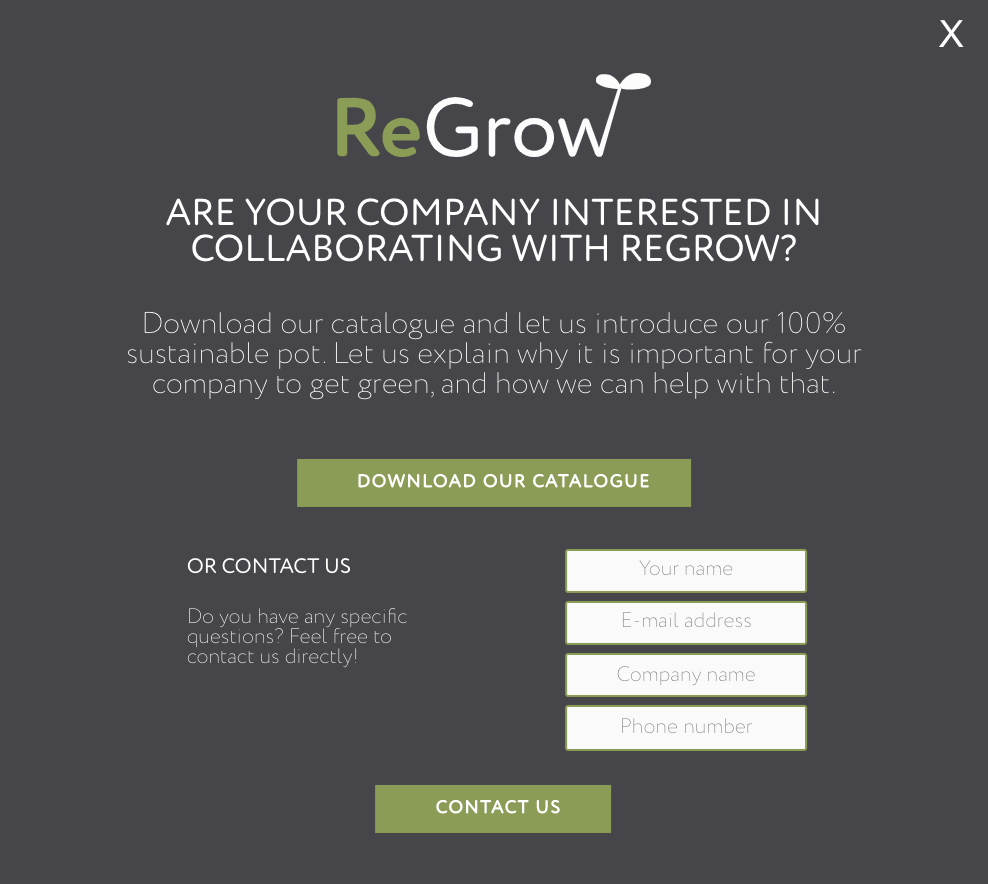 X
ReGrow
ARE YOUR COMPANY INTERESTED IN
COLLABORATING WITH REGROW?
Download our catalogue and let us introduce our 100%
sustainable pot. Let us explain why it is important for your
company to get green, and how we can help with that.
DOWNLOAD OUR CATALOGUE
OR CONTACT US
Do you have any specific
questions? Feel free to
contact us directly!
Your name
E-mail address
Company name
Phone number
CONTACT US